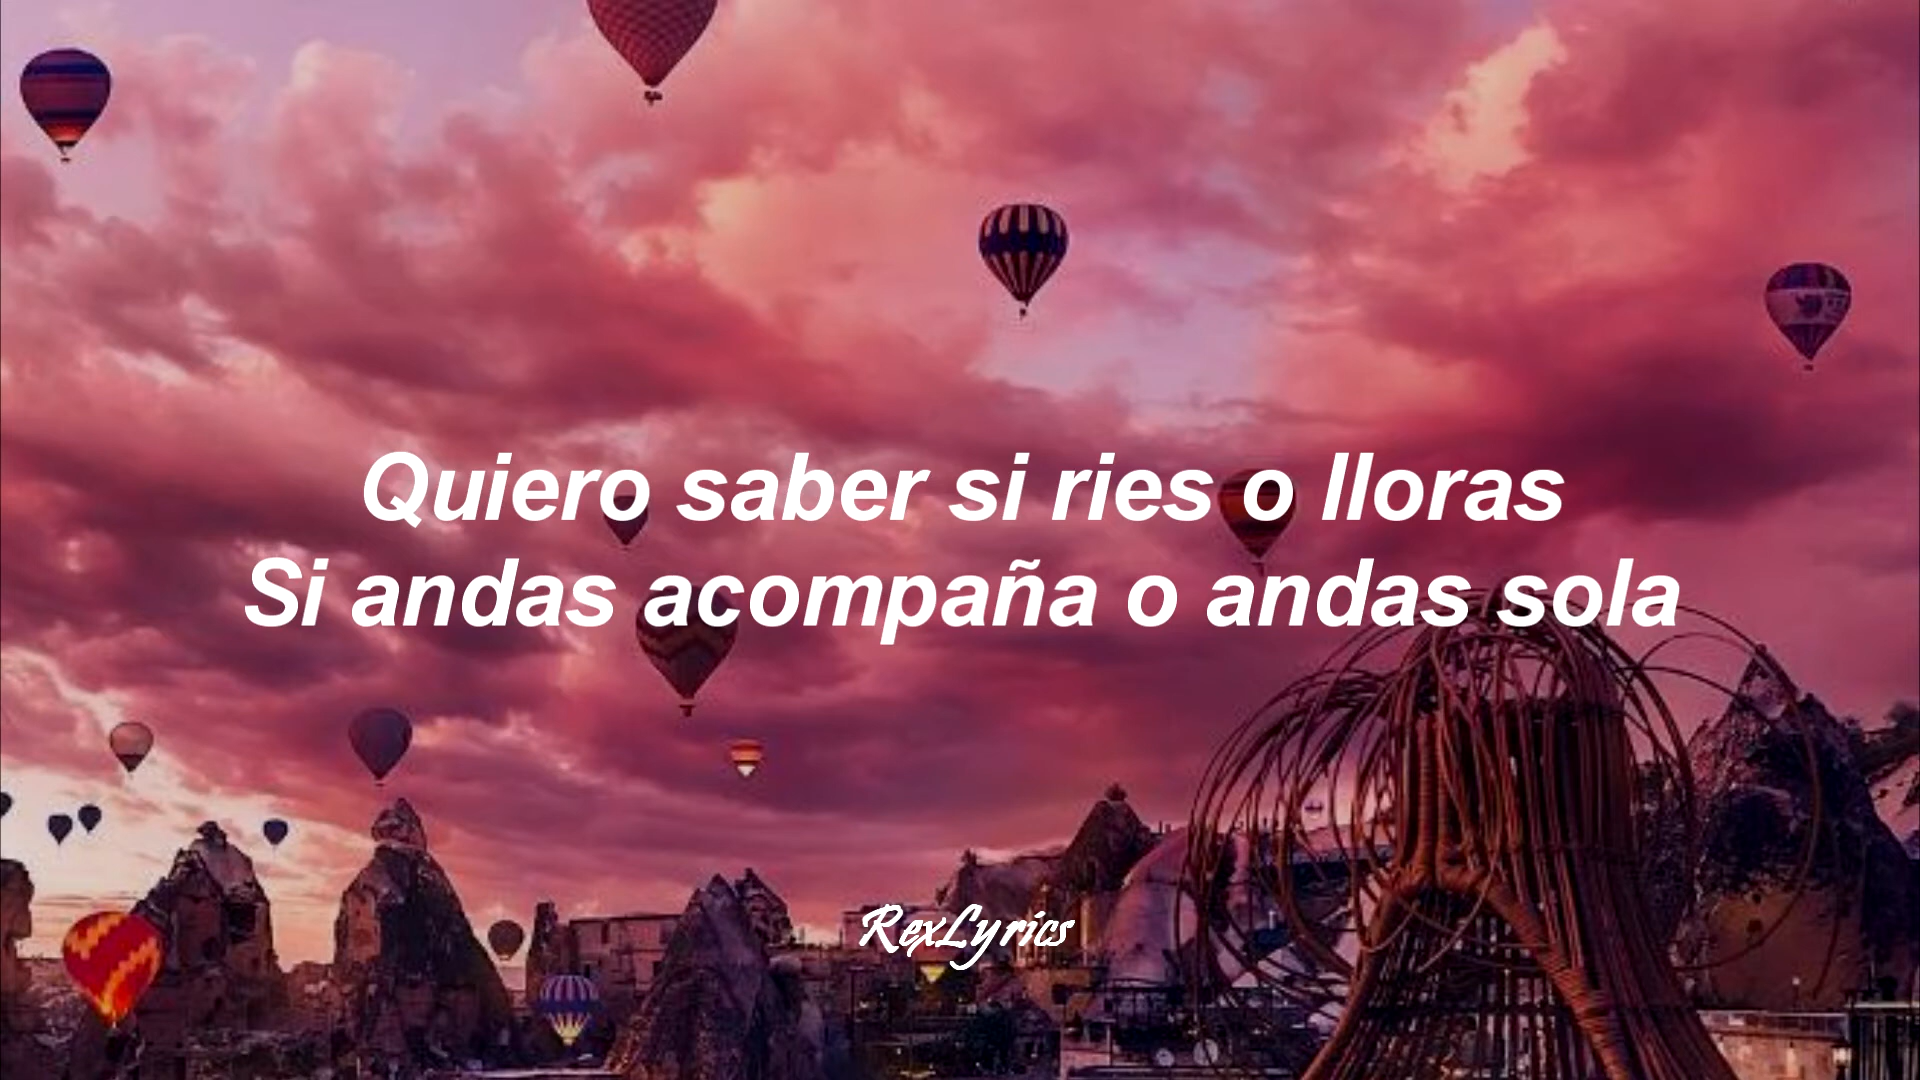 Quiero saber si ries o lloras
Si andas acompaña o andas sola
RexLyrics